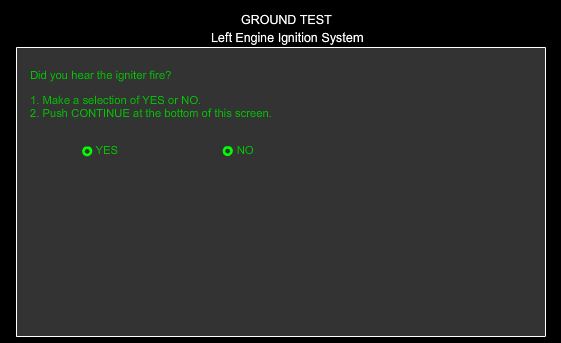 GROUND TEST
Left Engine Ignition System
Did you hear the igniter fire?
1. Make a selection of YES or NO.
2. Push CONTINUE at the bottom of this screen.
YES NO